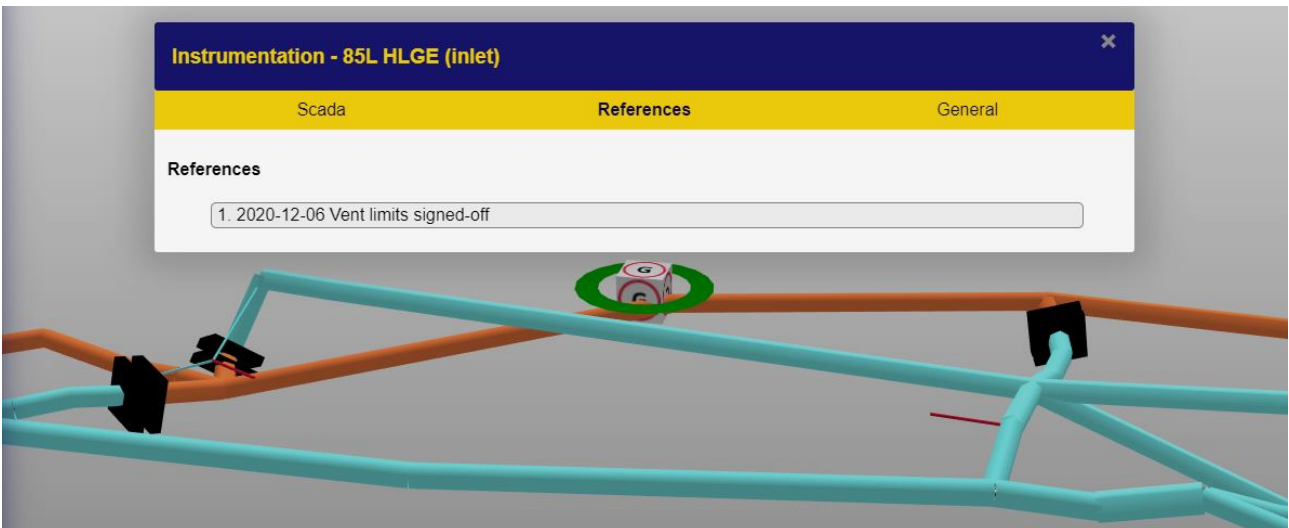 Instrumentation - 85L HLGE (inlet)
×
Scada References General
References
1. 2020-12-06 Vent limits signed-off
G
G